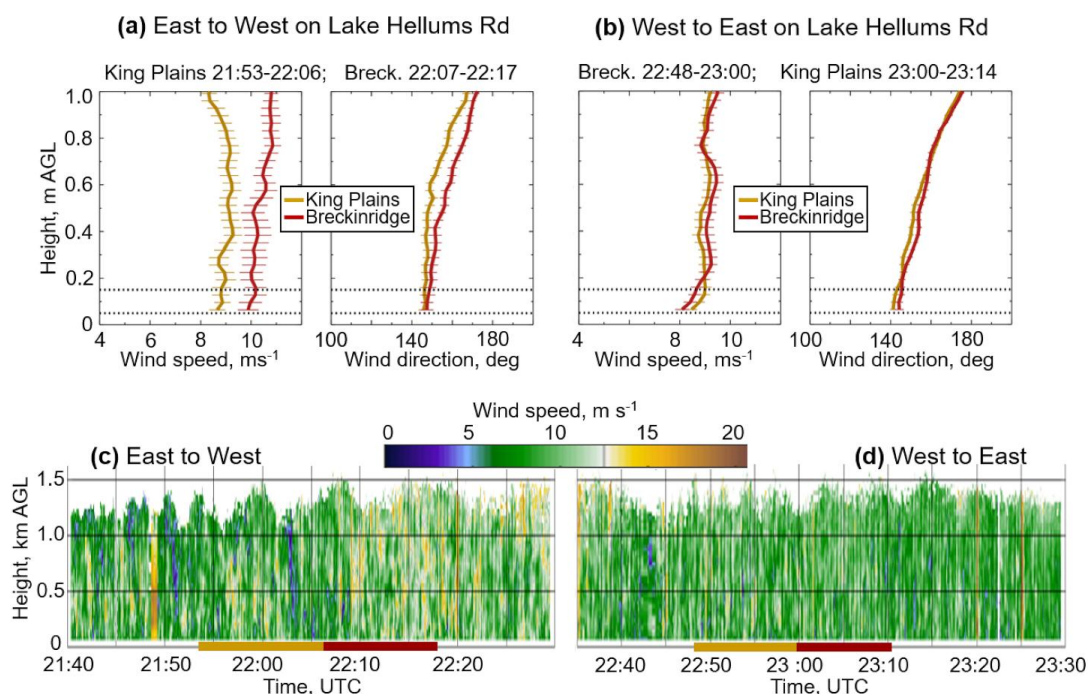 (a) East to West on Lake Hellums Rd
(b) West to East on Lake Hellums Rd
King Plains 21:53-22:06; Breck. 22:07-22:17
Breck. 22:48-23:00; King Plains 23:00-23:14
Height, m AGL
1.0
0.8
0.6
0.4
0.2
0
King Plains
Breckinridge
King Plains
Breckinridge
4 6 8 10 100 140 180
4 6 8 10 100 140 180
Wind speed, ms-1 Wind direction, deg
Wind speed, ms-1 Wind direction, deg
Wind speed, m s-1
0 5 10 15 20
(c) East to West
(d) West to East
Height, km AGL
1.5
1.0
0.5
0
21:40 21:50 22:00 22:10 22:20
22:40 22:50 23:00 23:10 23:20 23:30
Time, UTC
Time, UTC